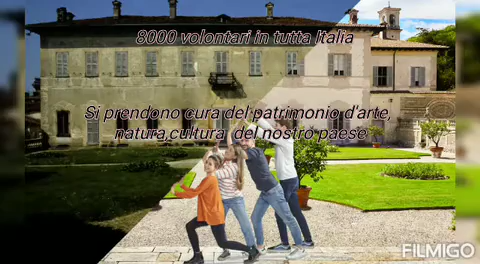 8000 volontari in tutta Italia
Si prendono cura del patrimonio d'arte,
natura,cultura del nostro paese
FILMIGO